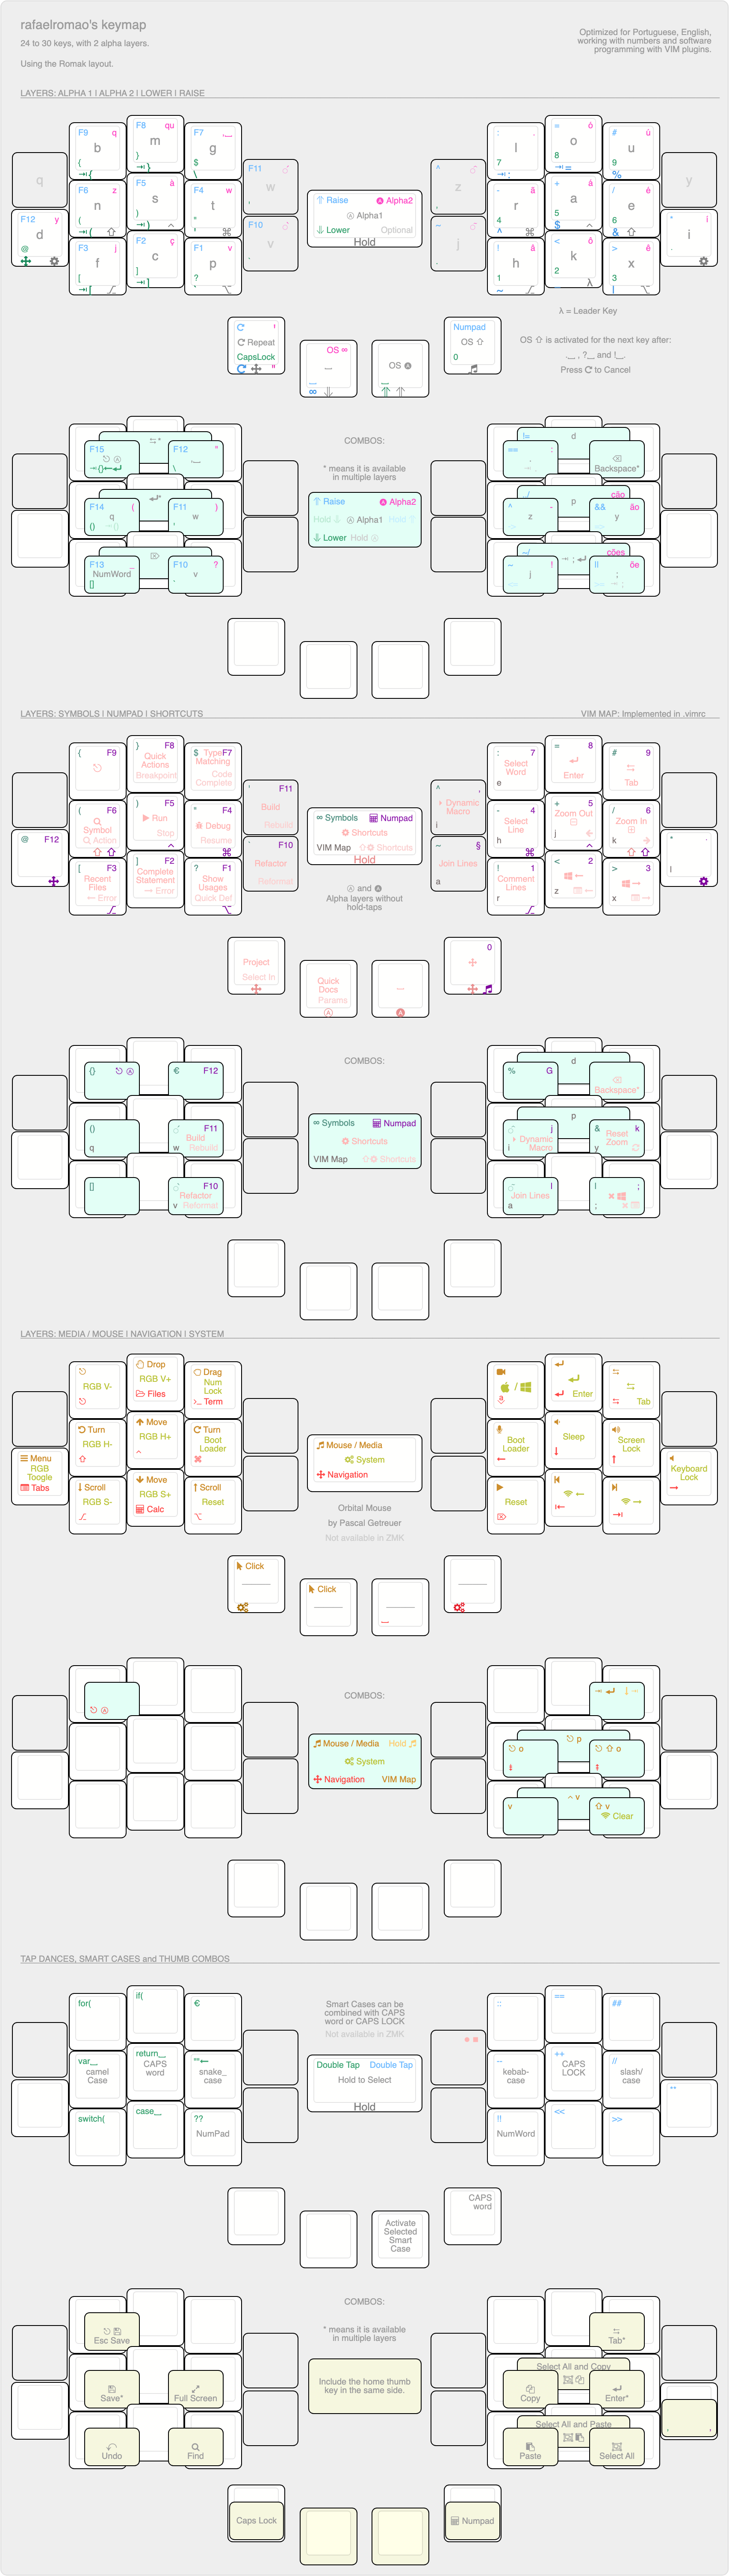 rafaelromao's keymap
24 to 30 keys, with 2 alpha layers.
Using the Romak layout.
Optimized for Portuguese, English,
working with numbers and software
programming with VIM plugins.
LAYERS: ALPHA 1 | ALPHA 2 | LOWER | RAISE
q
F9 q
b
{
F8 qu
m
}
F7
g
$
\
F11
w
'
F12 y
d
@
F6 z
n
(
F5 à
s
)
F4 w
t
*
F10
v
F3 j
f
[
F2 ç
c
]
F1 v
p
?
Raise Alpha2
Alpha1
Lower Optional
Hold
^
z
: .
l
7
= ó
o
8
# ú
u
9
%
y
~
j
- ã
r
4
^
+ á
a
5
$
/ é
e
6
&
i
! â
h
1
~
< õ
k
2
λ
> ê
x
3
|
λ = Leader Key
Repeat
CapsLock
OS ∞
OS
Numpad
OS ⇧
0
OS ⇧ is activated for the next key after:
Press to Cancel
COMBOS:
* means it is available
in multiple layers
Raise Alpha2
Hold Alpha1 Hold
Lower Hold
F15
F12 "
\
F14 (
q
()
F11 )
w
'
F13 _
NumWord
[]
F10 ?
v
!=
d
==
:
Backspace*
p
ção
^ -
z
&& ão
y
ções
~ !
j
|| õe
;
LAYERS: SYMBOLS | NUMPAD | SHORTCUTS
VIM MAP: Implemented in .vimrc
{ F9
} F8
Quick
Actions
Breakpoint
$ Type F7
Matching
Code
Complete
F11
Build
Rebuild
@ F12
( F6
Symbol
Action
) F5
Run
Stop
* F4
Debug
Resume
F10
Refactor
Reformat
[ F3
Recent
Files
← Error
] F2
Complete
Statement
→ Error
? F1
Show
Usages
Quick Def
∞ Symbols Numpad
Shortcuts
VIM Map Shortcuts
Hold
Ⓐ and
Alpha layers without
hold-taps
^ ,
Dynamic
Macro
i
: 7
Select
Word
e
= 8
Enter
# 9
Tab
~ §
Join Lines
a
- 4
Select
Line
h
+ 5
Zoom Out
j
/ 6
Zoom In
k
! 1
Comment
Lines
r
< 2
z
> 3
x
Project
Select In
Quick
Docs
Params
0
COMBOS:
{}
€ F12
()
q
F11
Build
w Rebuild
[]
F10
Refactor
v Reformat
∞ Symbols Numpad
Shortcuts
VIM Map Shortcuts
d
% G
Backspace*
p
j
Dynamic
i Macro
& k
Reset
Zoom
y
l
Join Lines
a
| ;
;
LAYERS: MEDIA / MOUSE | NAVIGATION | SYSTEM
RGB V-
Drop
RGB V+
Files
Drag
Num
Lock
>_ Term
Menu
RGB
Toogle
Tabs
Turn
RGB H-
Move
RGB H+
Turn
Boot
Loader
Scroll
RGB S-
Move
RGB S+
Calc
Scroll
Reset
Mouse / Media
System
Navigation
Orbital Mouse
by Pascal Getreuer
Not available in ZMK
/
Enter
Tab
Boot
Loader
Sleep
Screen
Lock
Keyboard
Lock
Reset
Click
Click
COMBOS:
Mouse / Media Hold
System
Navigation VIM Map
p
o
o
v
v
v
Clear
TAP DANCES, SMART CASES and THUMB COMBOS
for(
if(
€
var
camel
Case
return
CAPS
word
snake_
case
switch(
case
??
NumPad
Smart Cases can be
combined with CAPS
word or CAPS LOCK
Not available in ZMK
Double Tap Double Tap
Hold to Select
Hold
::
==
##
--
kebab-
case
++
CAPS
LOCK
//
slash/
case
!!
NumWord
<<
>>
Activate
Selected
Smart
Case
CAPS
word
COMBOS:
* means it is available
in multiple layers
Include the home thumb
key in the same side.
Esc Save
Save*
Full Screen
Undo
Find
Tab*
Select All and Copy
Copy
Enter*
Select All and Paste
Paste
Select All
Caps Lock
Numpad